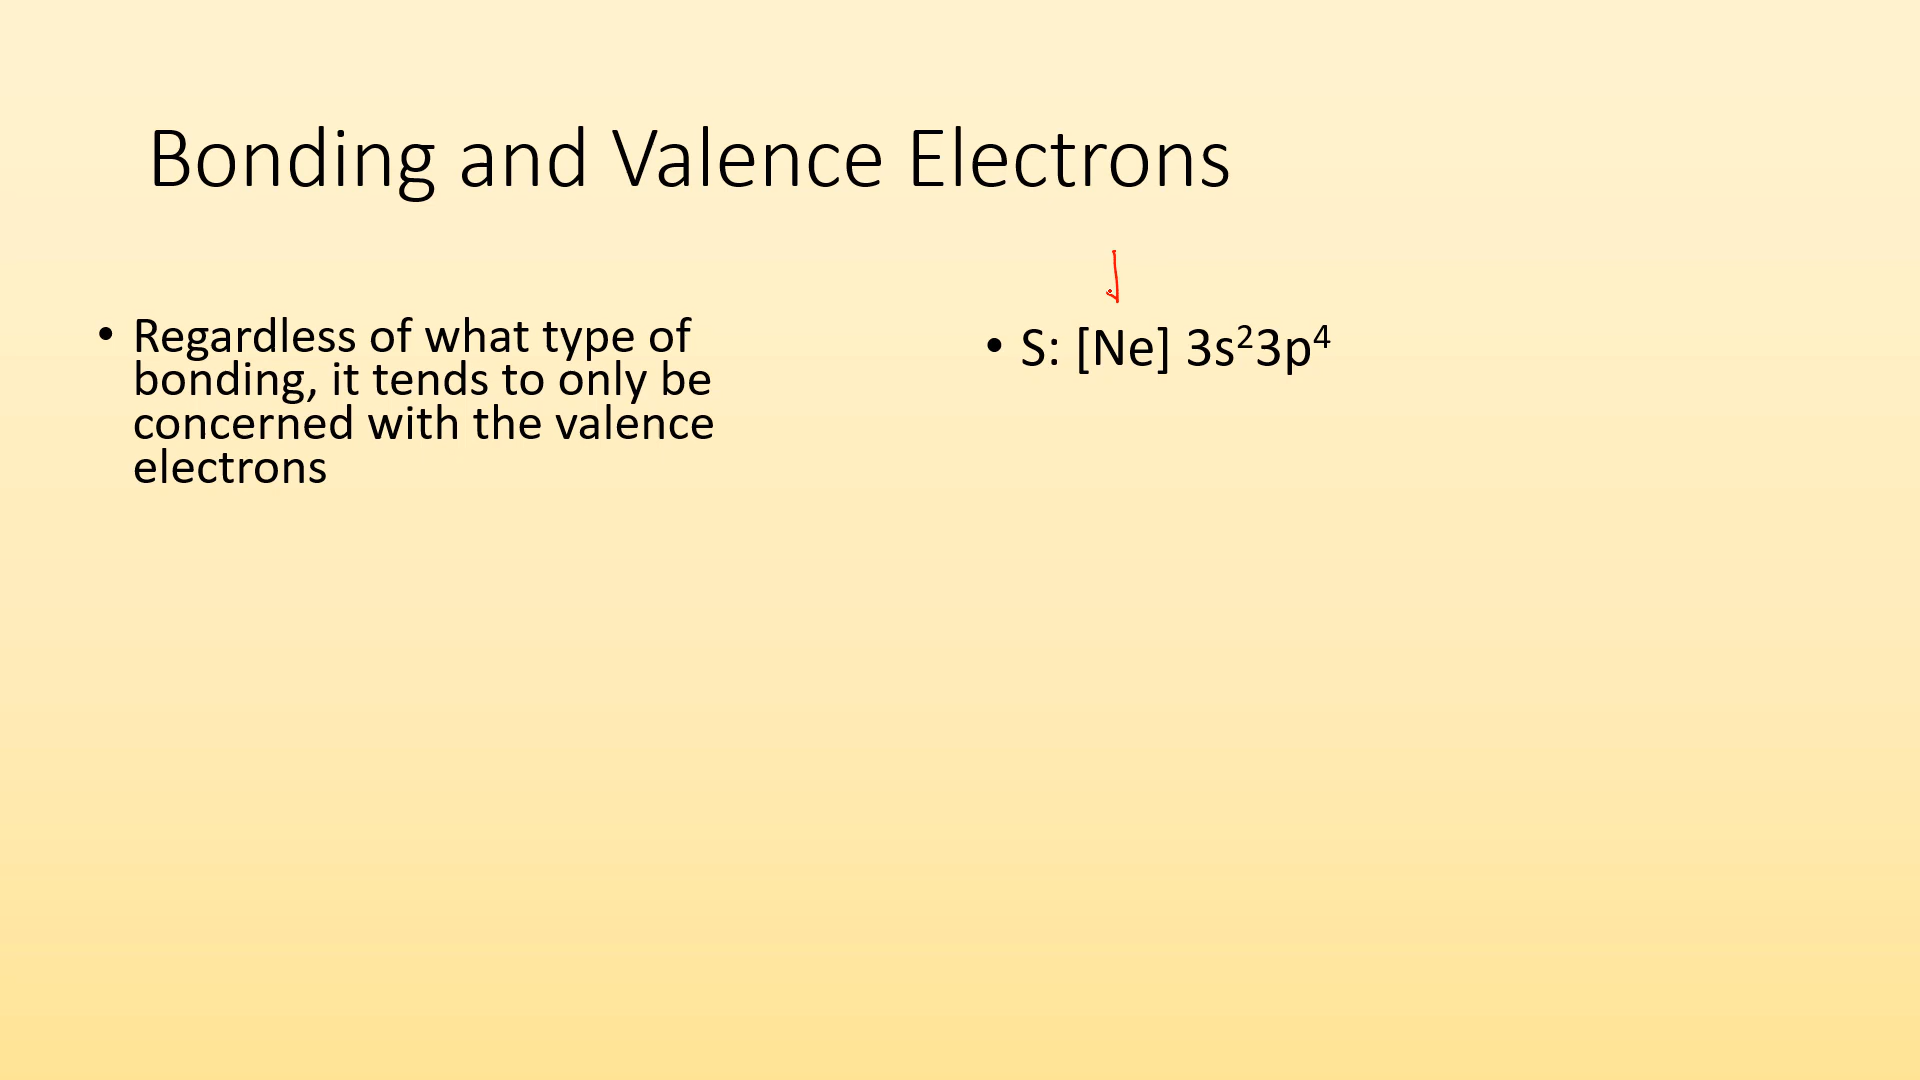 Bonding and Valence Electrons
• Regardless of what type of
bonding, it tends to only be
concerned with the valence
electrons
• S: [Ne] 3s²3p⁴